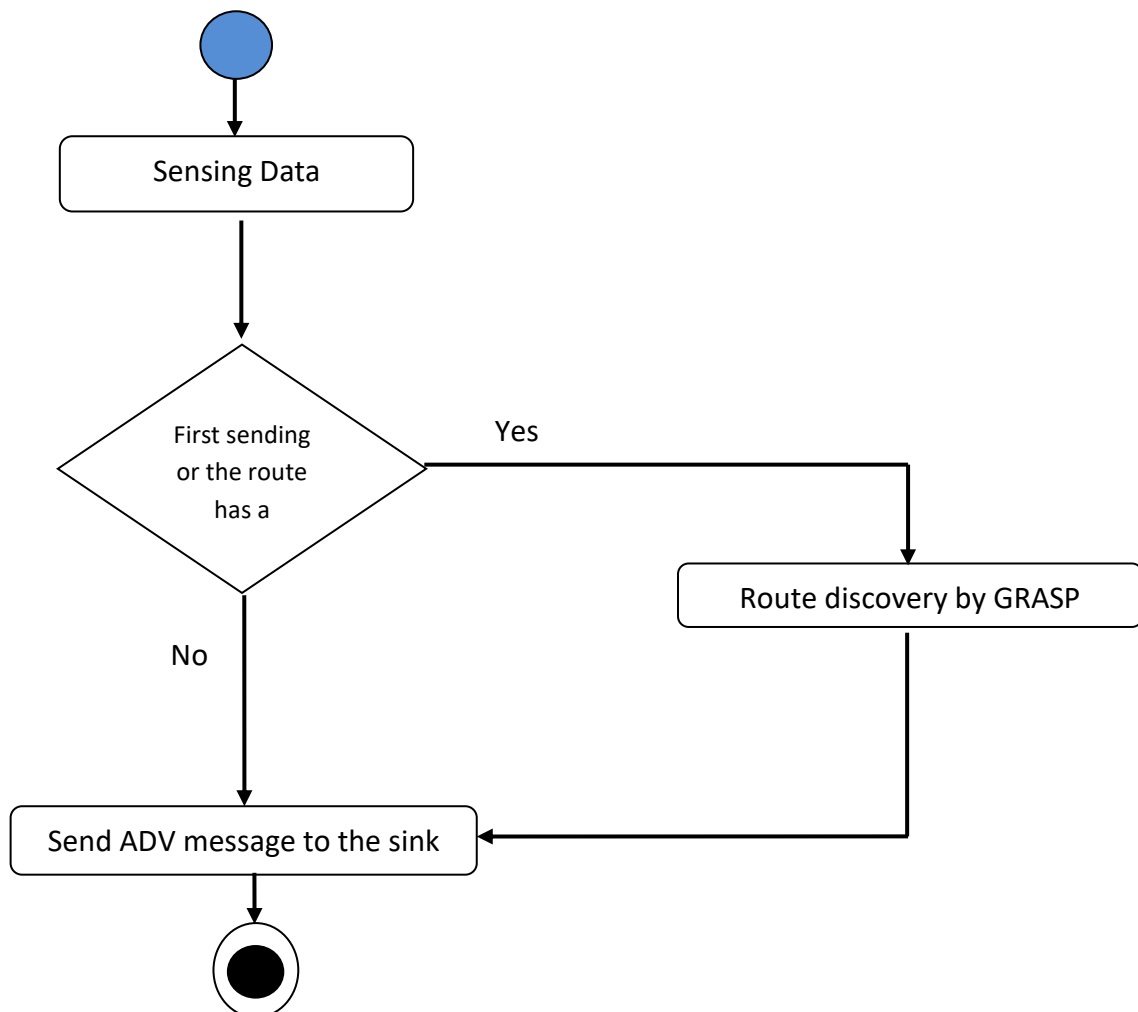 Sensing Data
First sending
or the route
has a
Yes
Route discovery by GRASP
No
Send ADV message to the sink